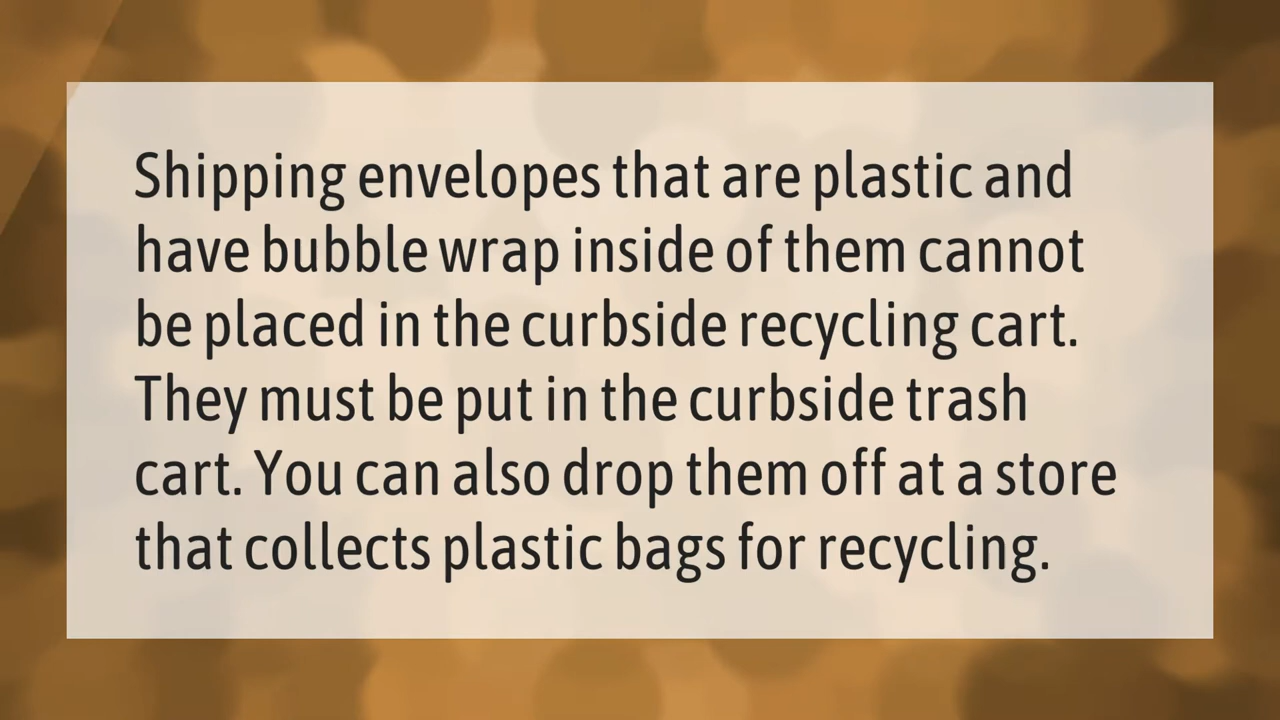 Shipping envelopes that are plastic and
have bubble wrap inside of them cannot
be placed in the curbside recycling cart.
They must be put in the curbside trash
cart. You can also drop them off at a store
that collects plastic bags for recycling.